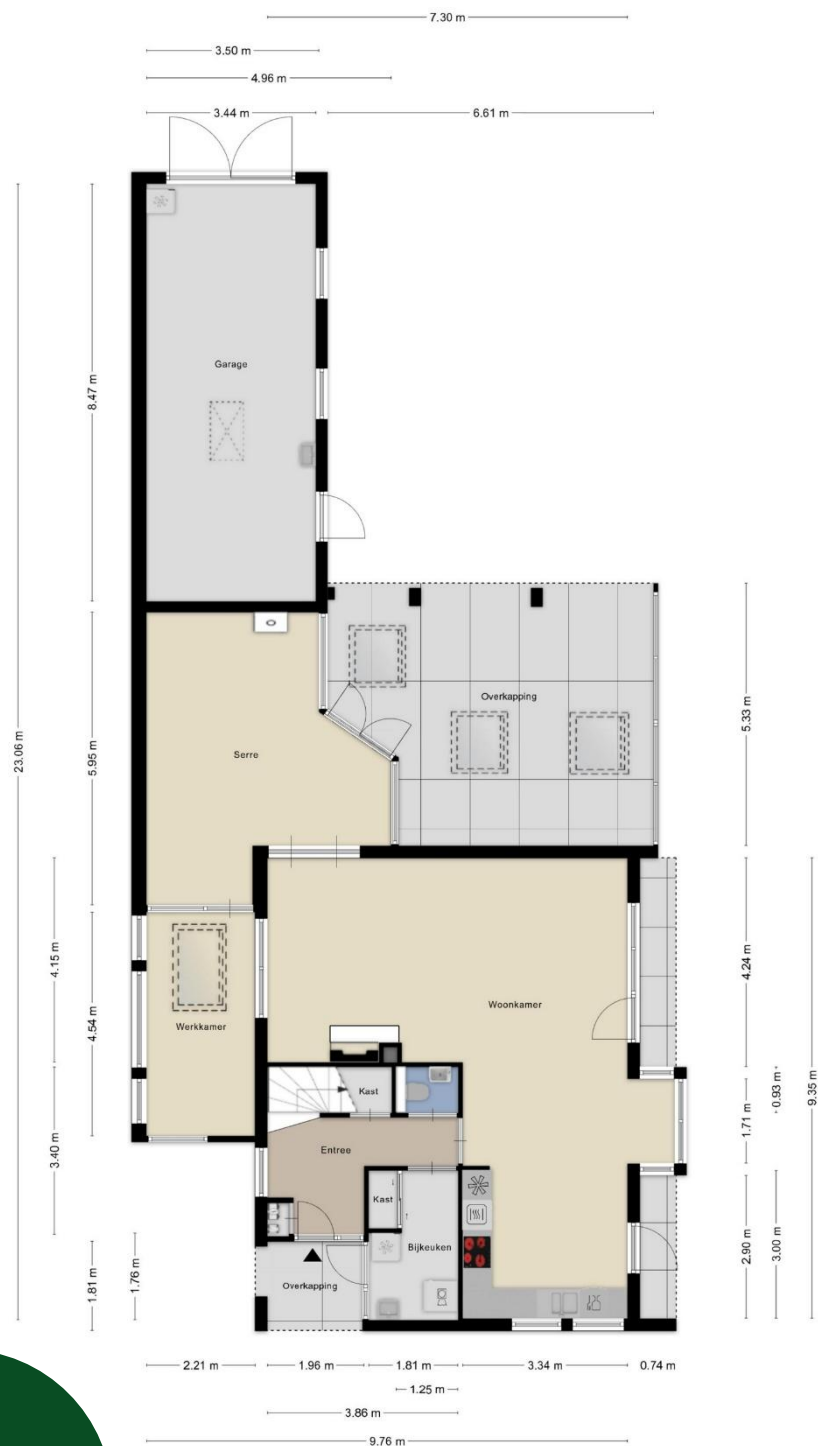 7.30 m
3.50 m
4.96 m
3.44 m
6.61 m
Garage
8.47 m
23.06 m
Overkapping
5.33 m
Serre
5.95 m
4.15 m
4.24 m
9.35 m
Woonkamer
Werkkamer
4.54 m
Kast
0.93 m
1.71 m
Entree
3.40 m
Kast
Bijkeuken
2.90 m
3.00 m
Overkapping
1.81 m
1.76 m
2.21 m
1.96 m
1.81 m
3.34 m
0.74 m
1.25 m
3.86 m
9.76 m